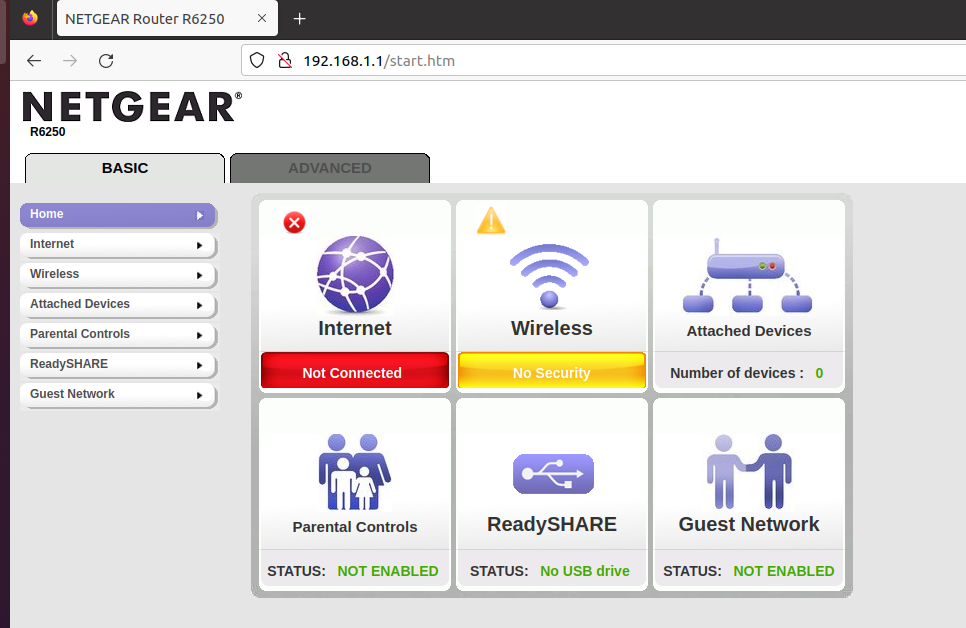 NETGEAR Router R6250
192.168.1.1/start.htm
NETGEAR®
R6250
BASIC
ADVANCED
Home
Internet
Wireless
Attached Devices
Parental Controls
ReadySHARE
Guest Network
Internet
Not Connected
Wireless
No Security
Attached Devices
Number of devices : 0
Parental Controls
STATUS: NOT ENABLED
ReadySHARE
STATUS: No USB drive
Guest Network
STATUS: NOT ENABLED